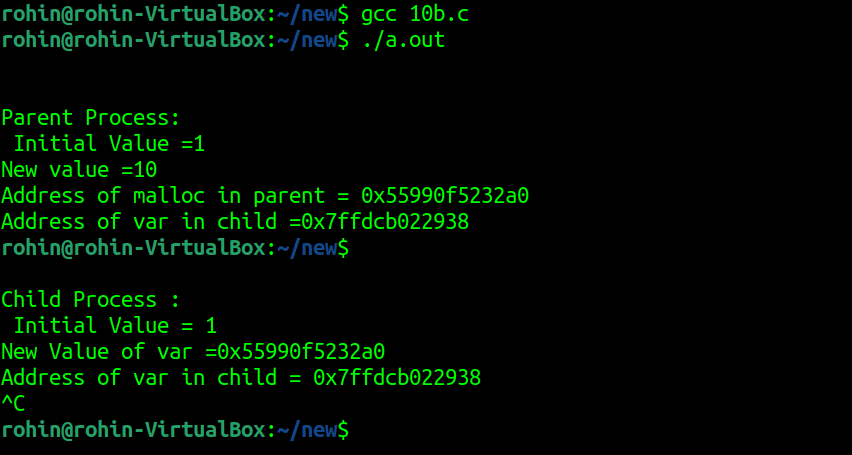 rohin@rohin-VirtualBox:~/new$ gcc 10b.c
rohin@rohin-VirtualBox:~/new$ ./a.out
Parent Process:
 Initial Value =1
New value =10
Address of malloc in parent = 0x55990f5232a0
Address of var in child =0x7ffdcb022938
rohin@rohin-VirtualBox:~/new$
Child Process :
 Initial Value = 1
New Value of var =0x55990f5232a0
Address of var in child = 0x7ffdcb022938
^C
rohin@rohin-VirtualBox:~/new$